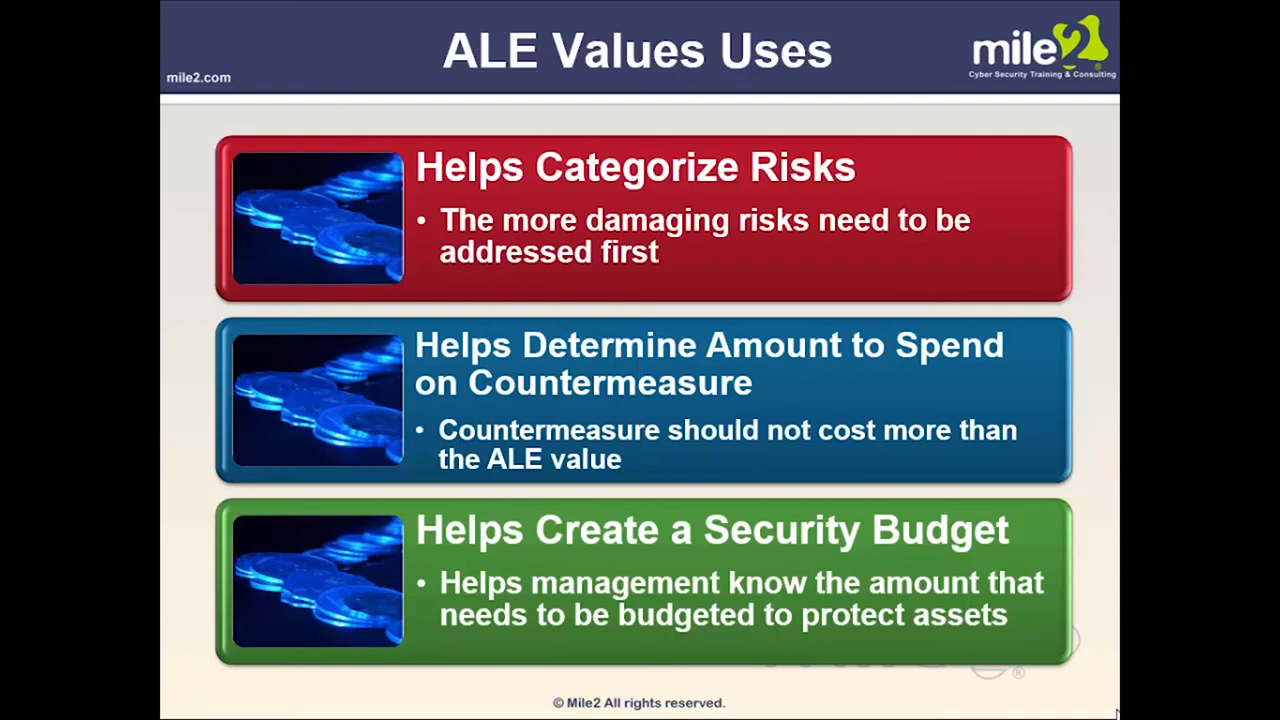 ALE Values Uses
mile2.com
mile2
®
Cyber Security Training & Consulting
Helps Categorize Risks
• The more damaging risks need to be
addressed first
Helps Determine Amount to Spend
on Countermeasure
• Countermeasure should not cost more than
the ALE value
Helps Create a Security Budget
• Helps management know the amount that
needs to be budgeted to protect assets
®
© Mile2 All rights reserved.